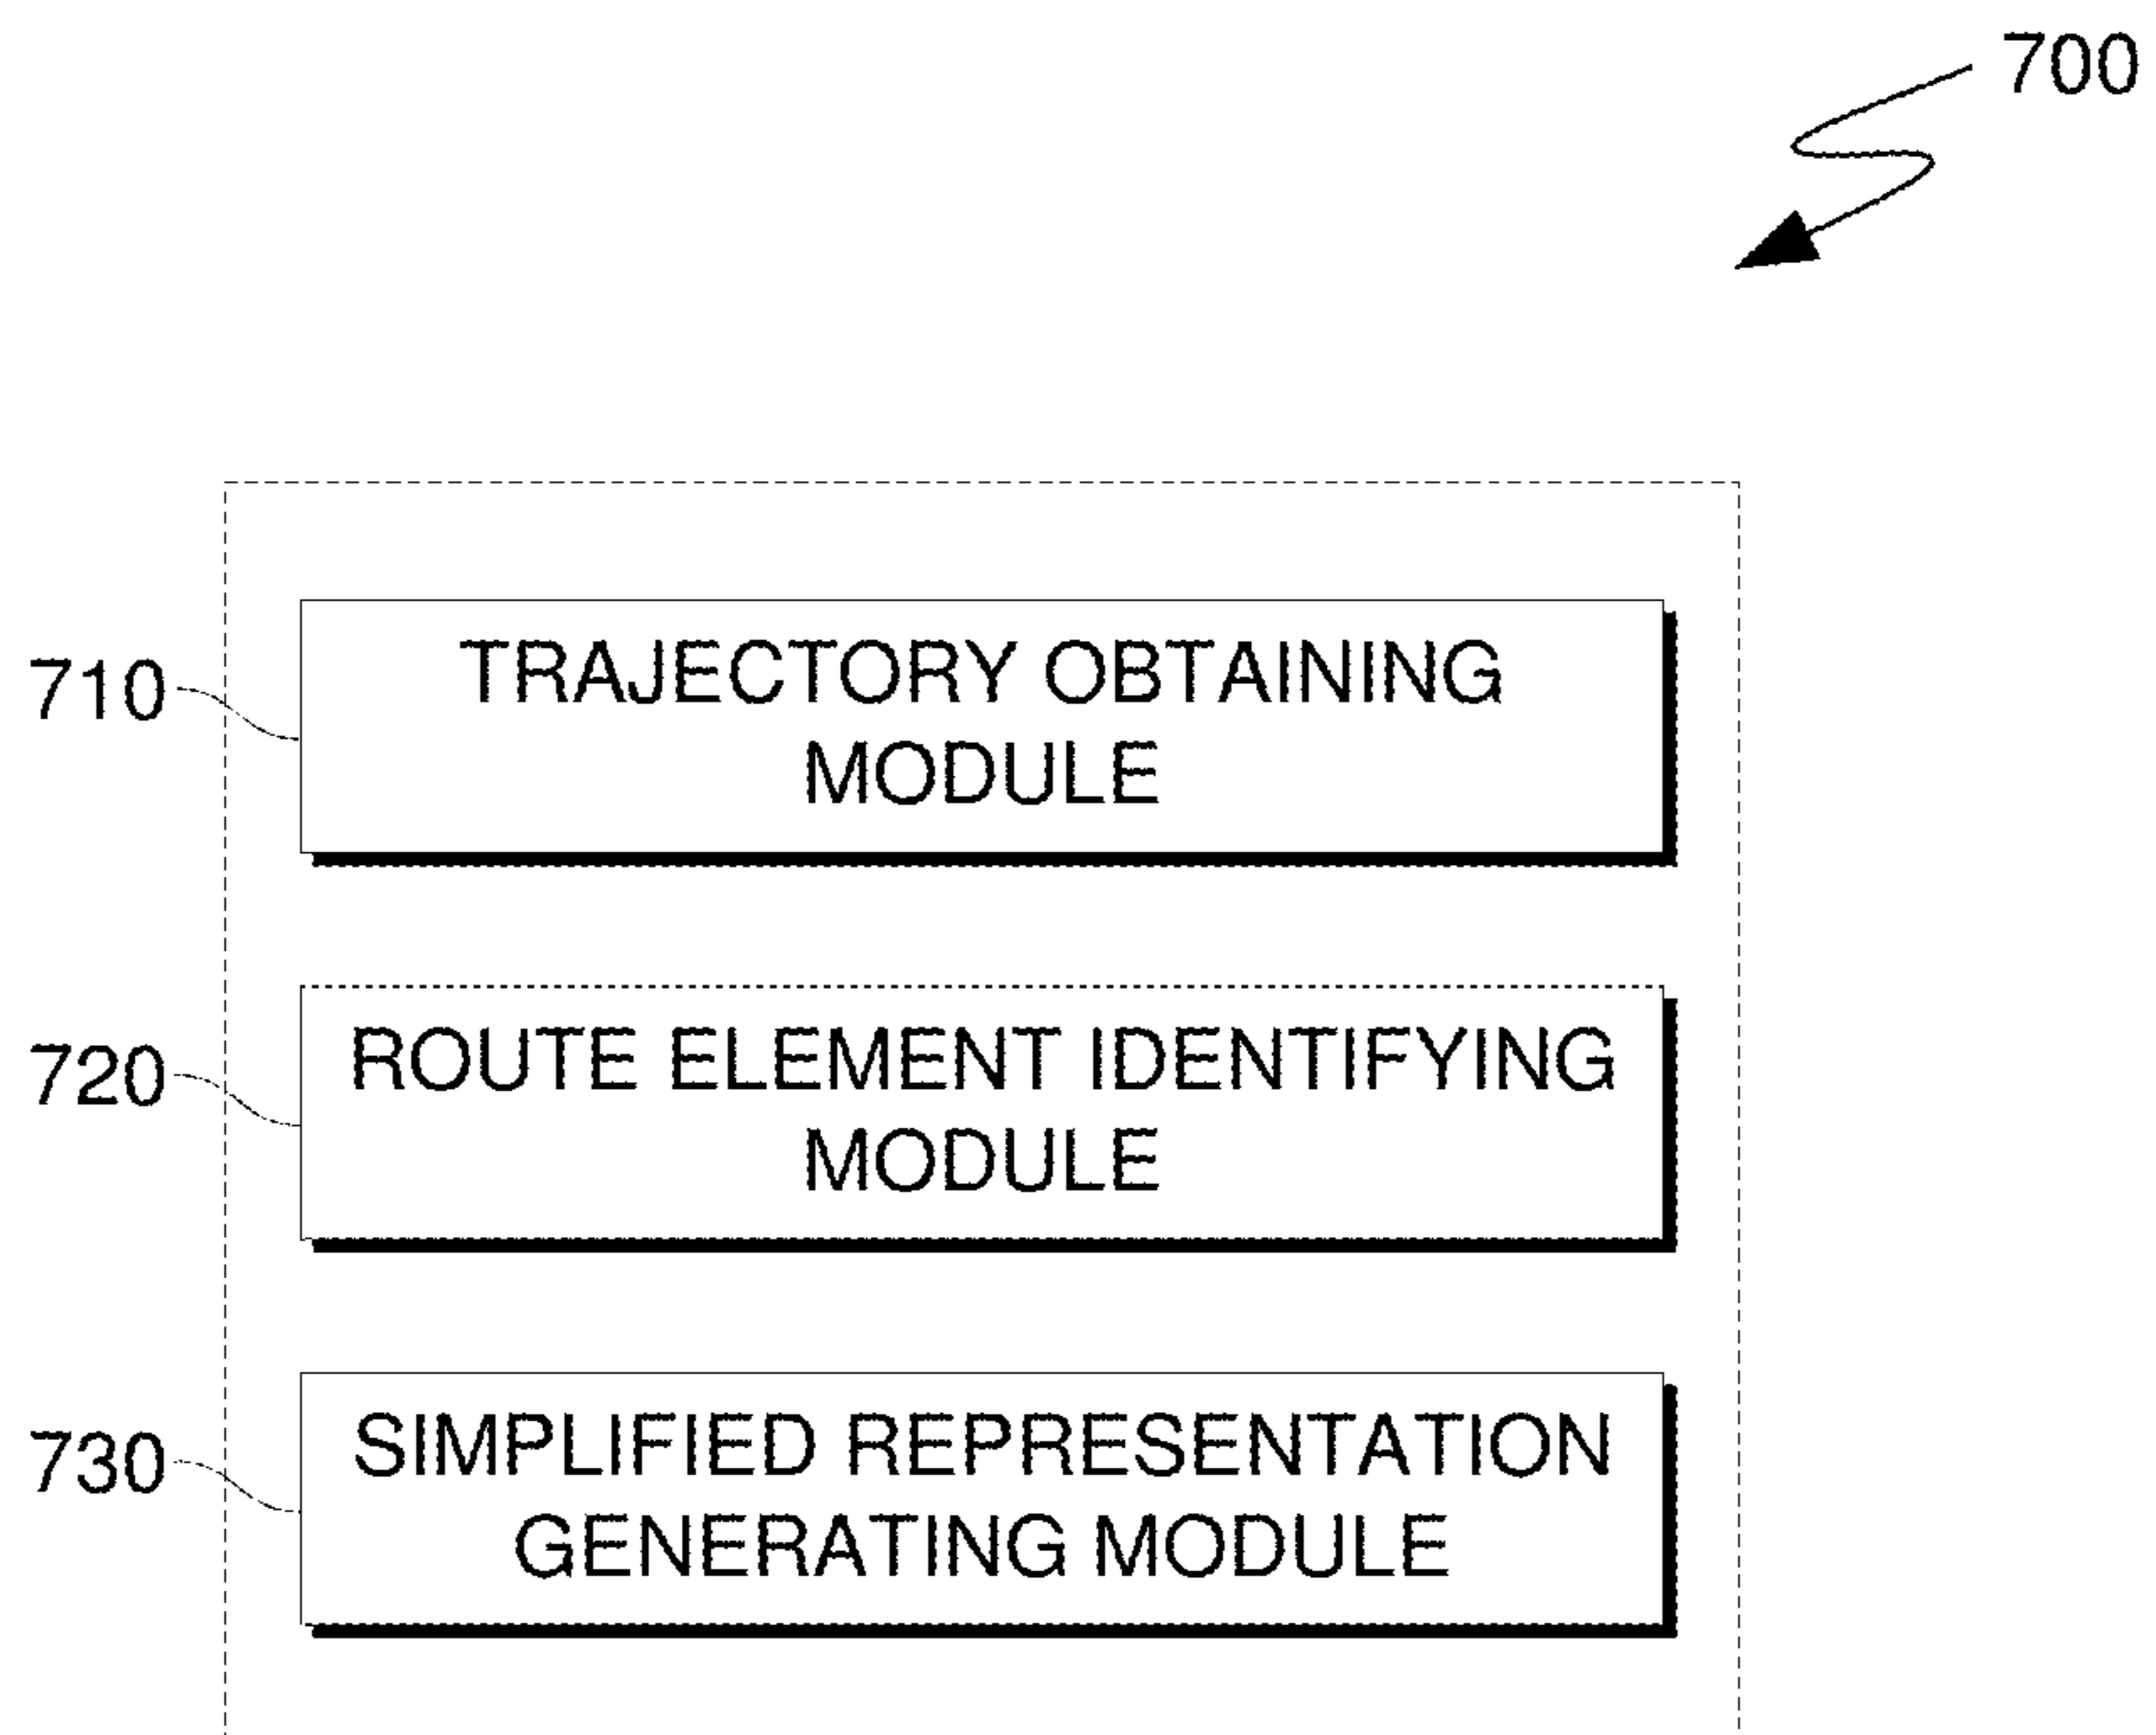 700
710
TRAJECTORY OBTAINING
MODULE
720
ROUTE ELEMENT IDENTIFYING
MODULE
730
SIMPLIFIED REPRESENTATION
GENERATING MODULE